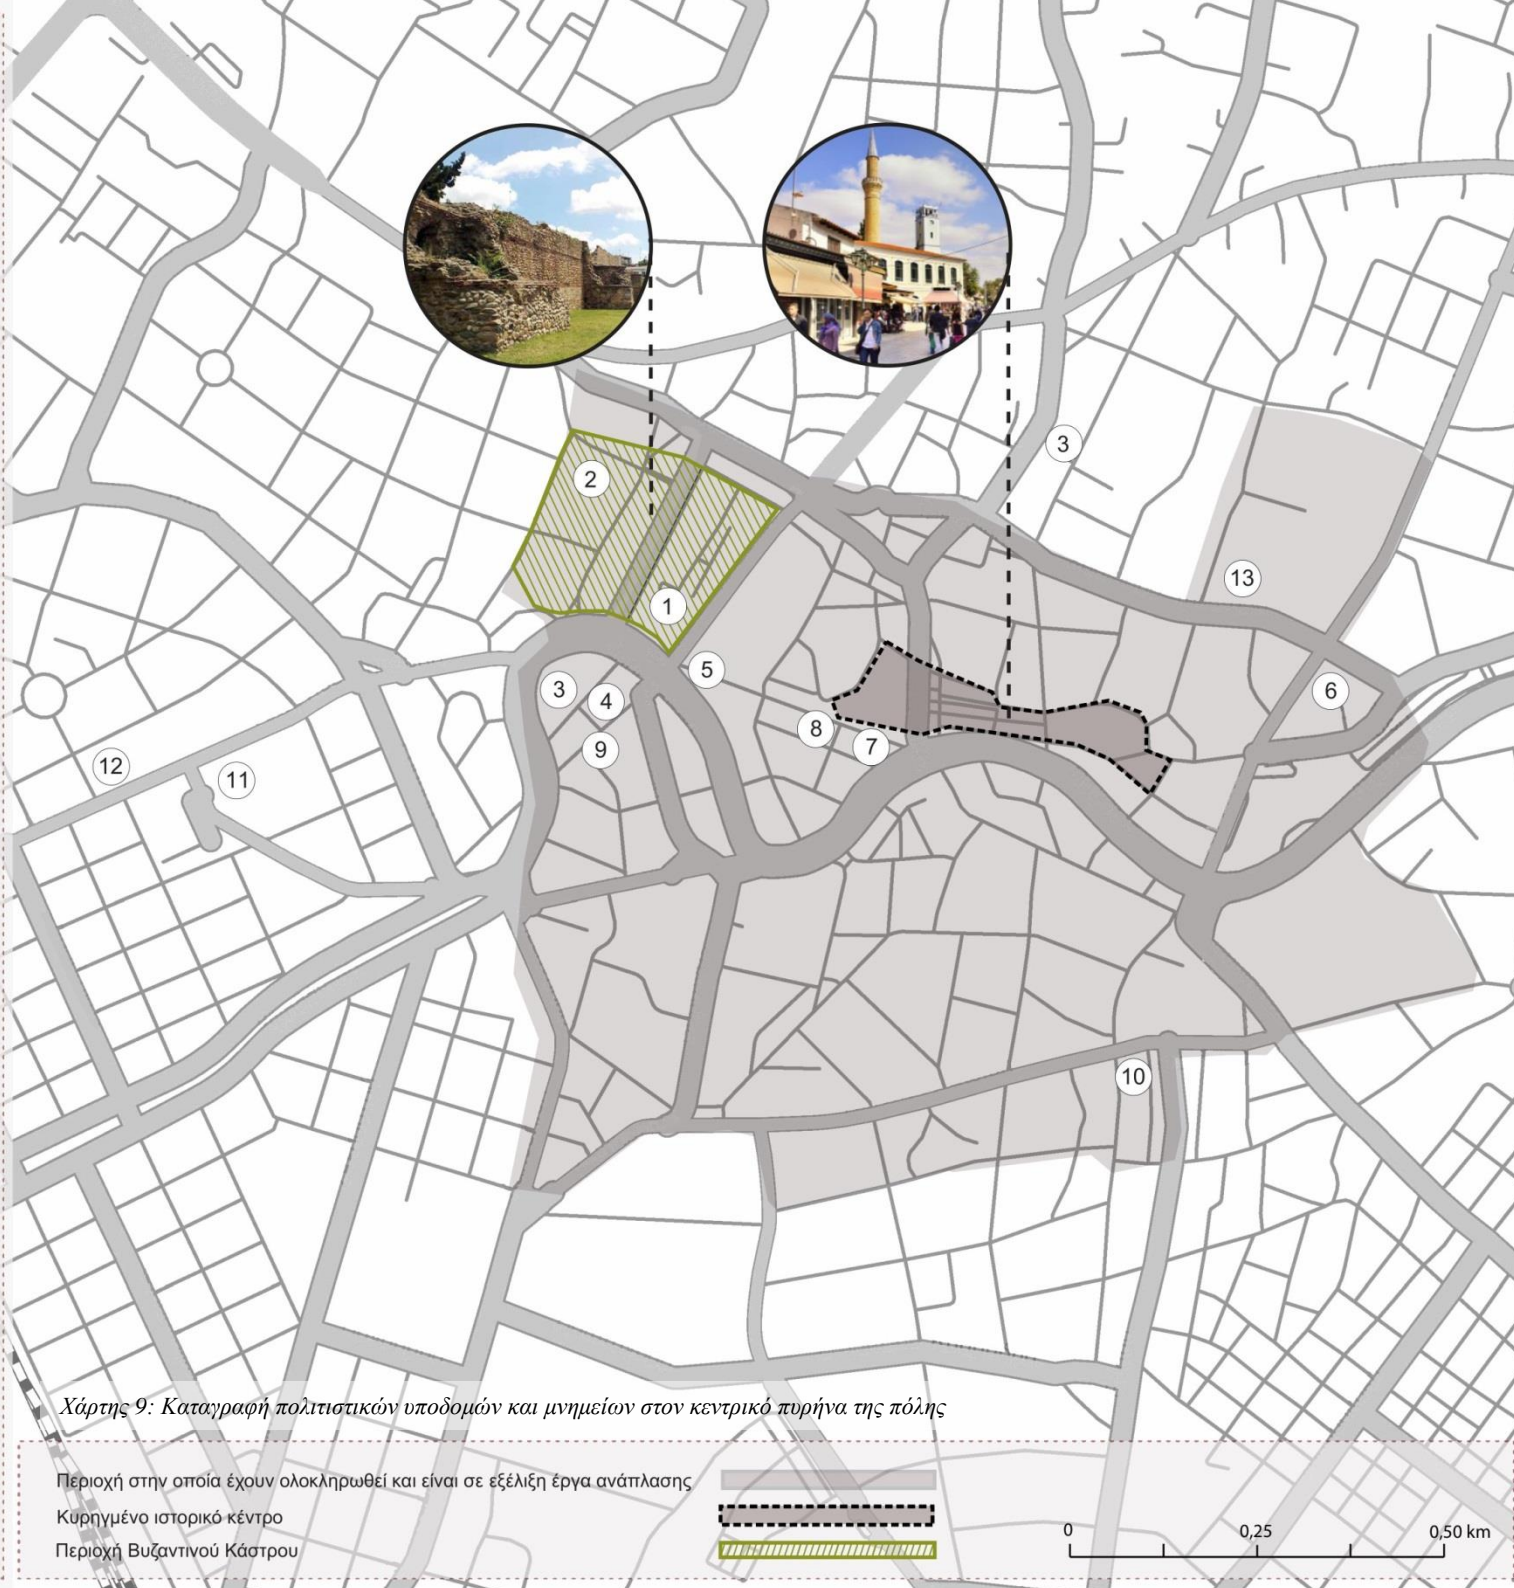 3
2
13
1
5
3
4
6
8
7
9
12
11
10
Χάρτης 9: Καταγραφή πολιτιστικών υποδομών και μνημείων στον κεντρικό πυρήνα της πόλης
Περιοχή στην οποία έχουν ολοκληρωθεί και είναι σε εξέλιξη έργα ανάπλασης
Κυρηγμένο ιστορικό κέντρο
Περιοχή Βυζαντινού Κάστρου
0 0,25 0,50 km